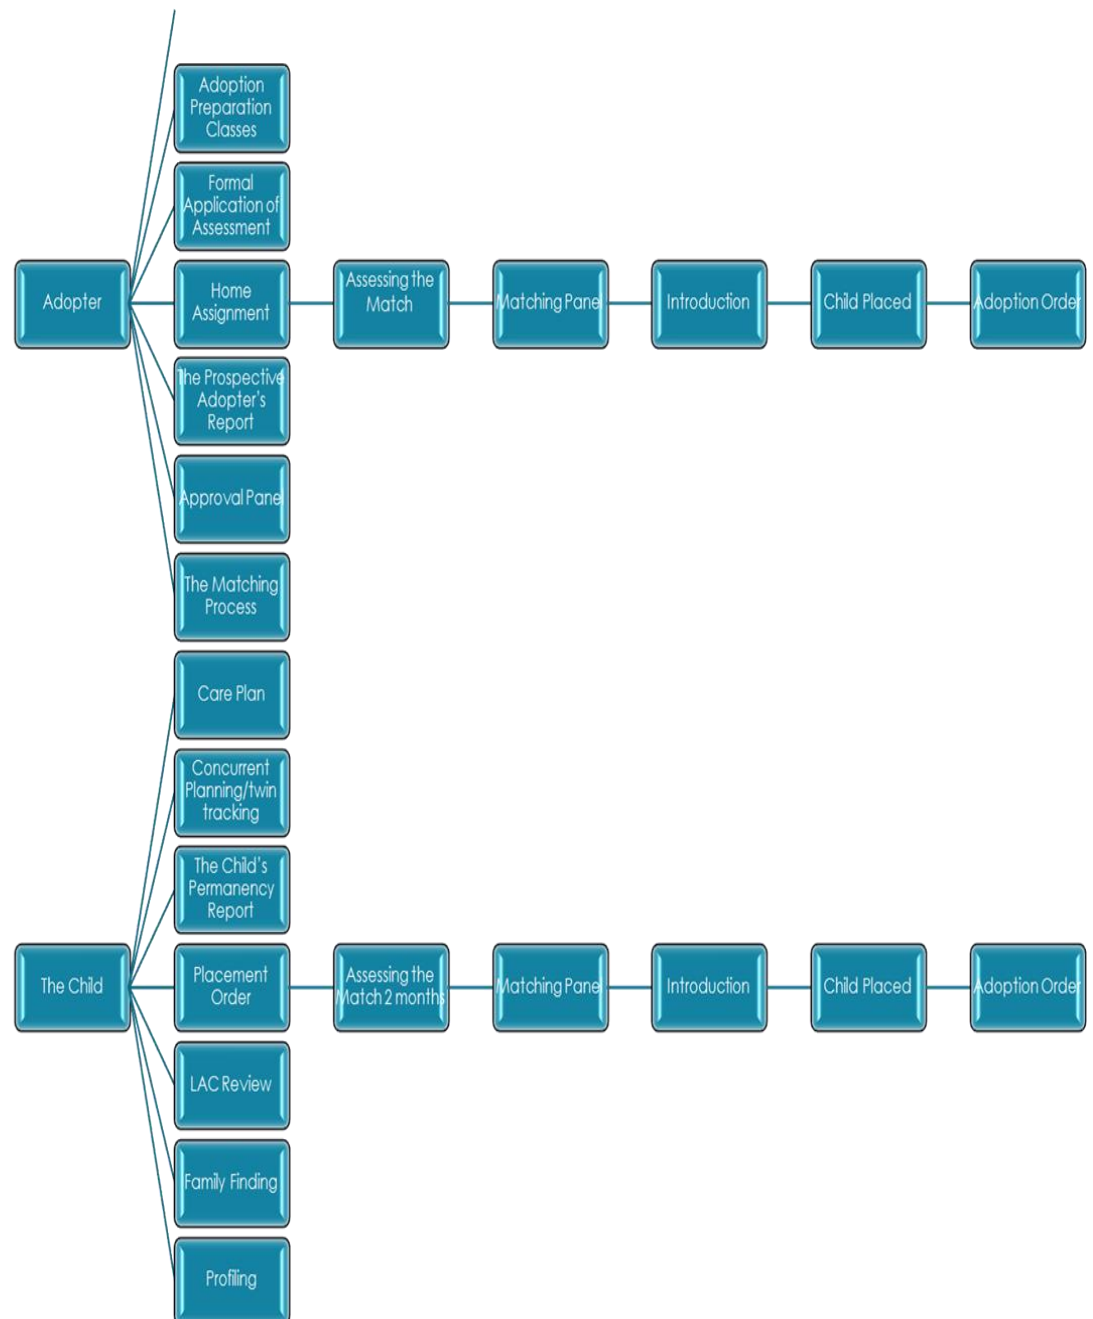 Adoption
Preparation
Classes
Formal
Application of
Assessment
Adopter
Home
Assignment
Assessing the
Match
Matching Panel
Introduction
Child Placed
Adoption Order
The Prospective
Adopter's
Report
Approval Panel
The Matching
Process
Care Plan
Concurrent
Planning/twin
tracking
The Child's
Permanency
Report
The Child
Placement
Order
Assessing the
Match 2 months
Matching Panel
Introduction
Child Placed
Adoption Order
LAC Review
Family Finding
Profiling